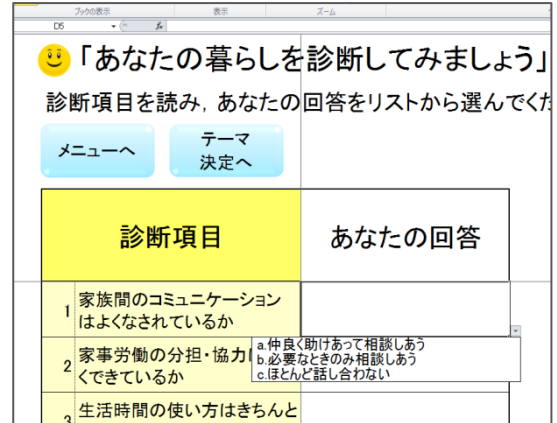 ブックの表示 表示 ズーム
D5 fx
「あなたの暮らしを診断してみましょう」
診断項目を読み，あなたの回答をリストから選んでくだ
メニューへ
テーマ
決定へ
診断項目 あなたの回答
1 家族間のコミュニケーション
はよくなされているか
a.仲良く助けあって相談しあう
b.必要なときのみ相談しあう
c.ほとんど話し合わない
2 家事労働の分担・協力
くできているか
3 生活時間の使い方はきちんと